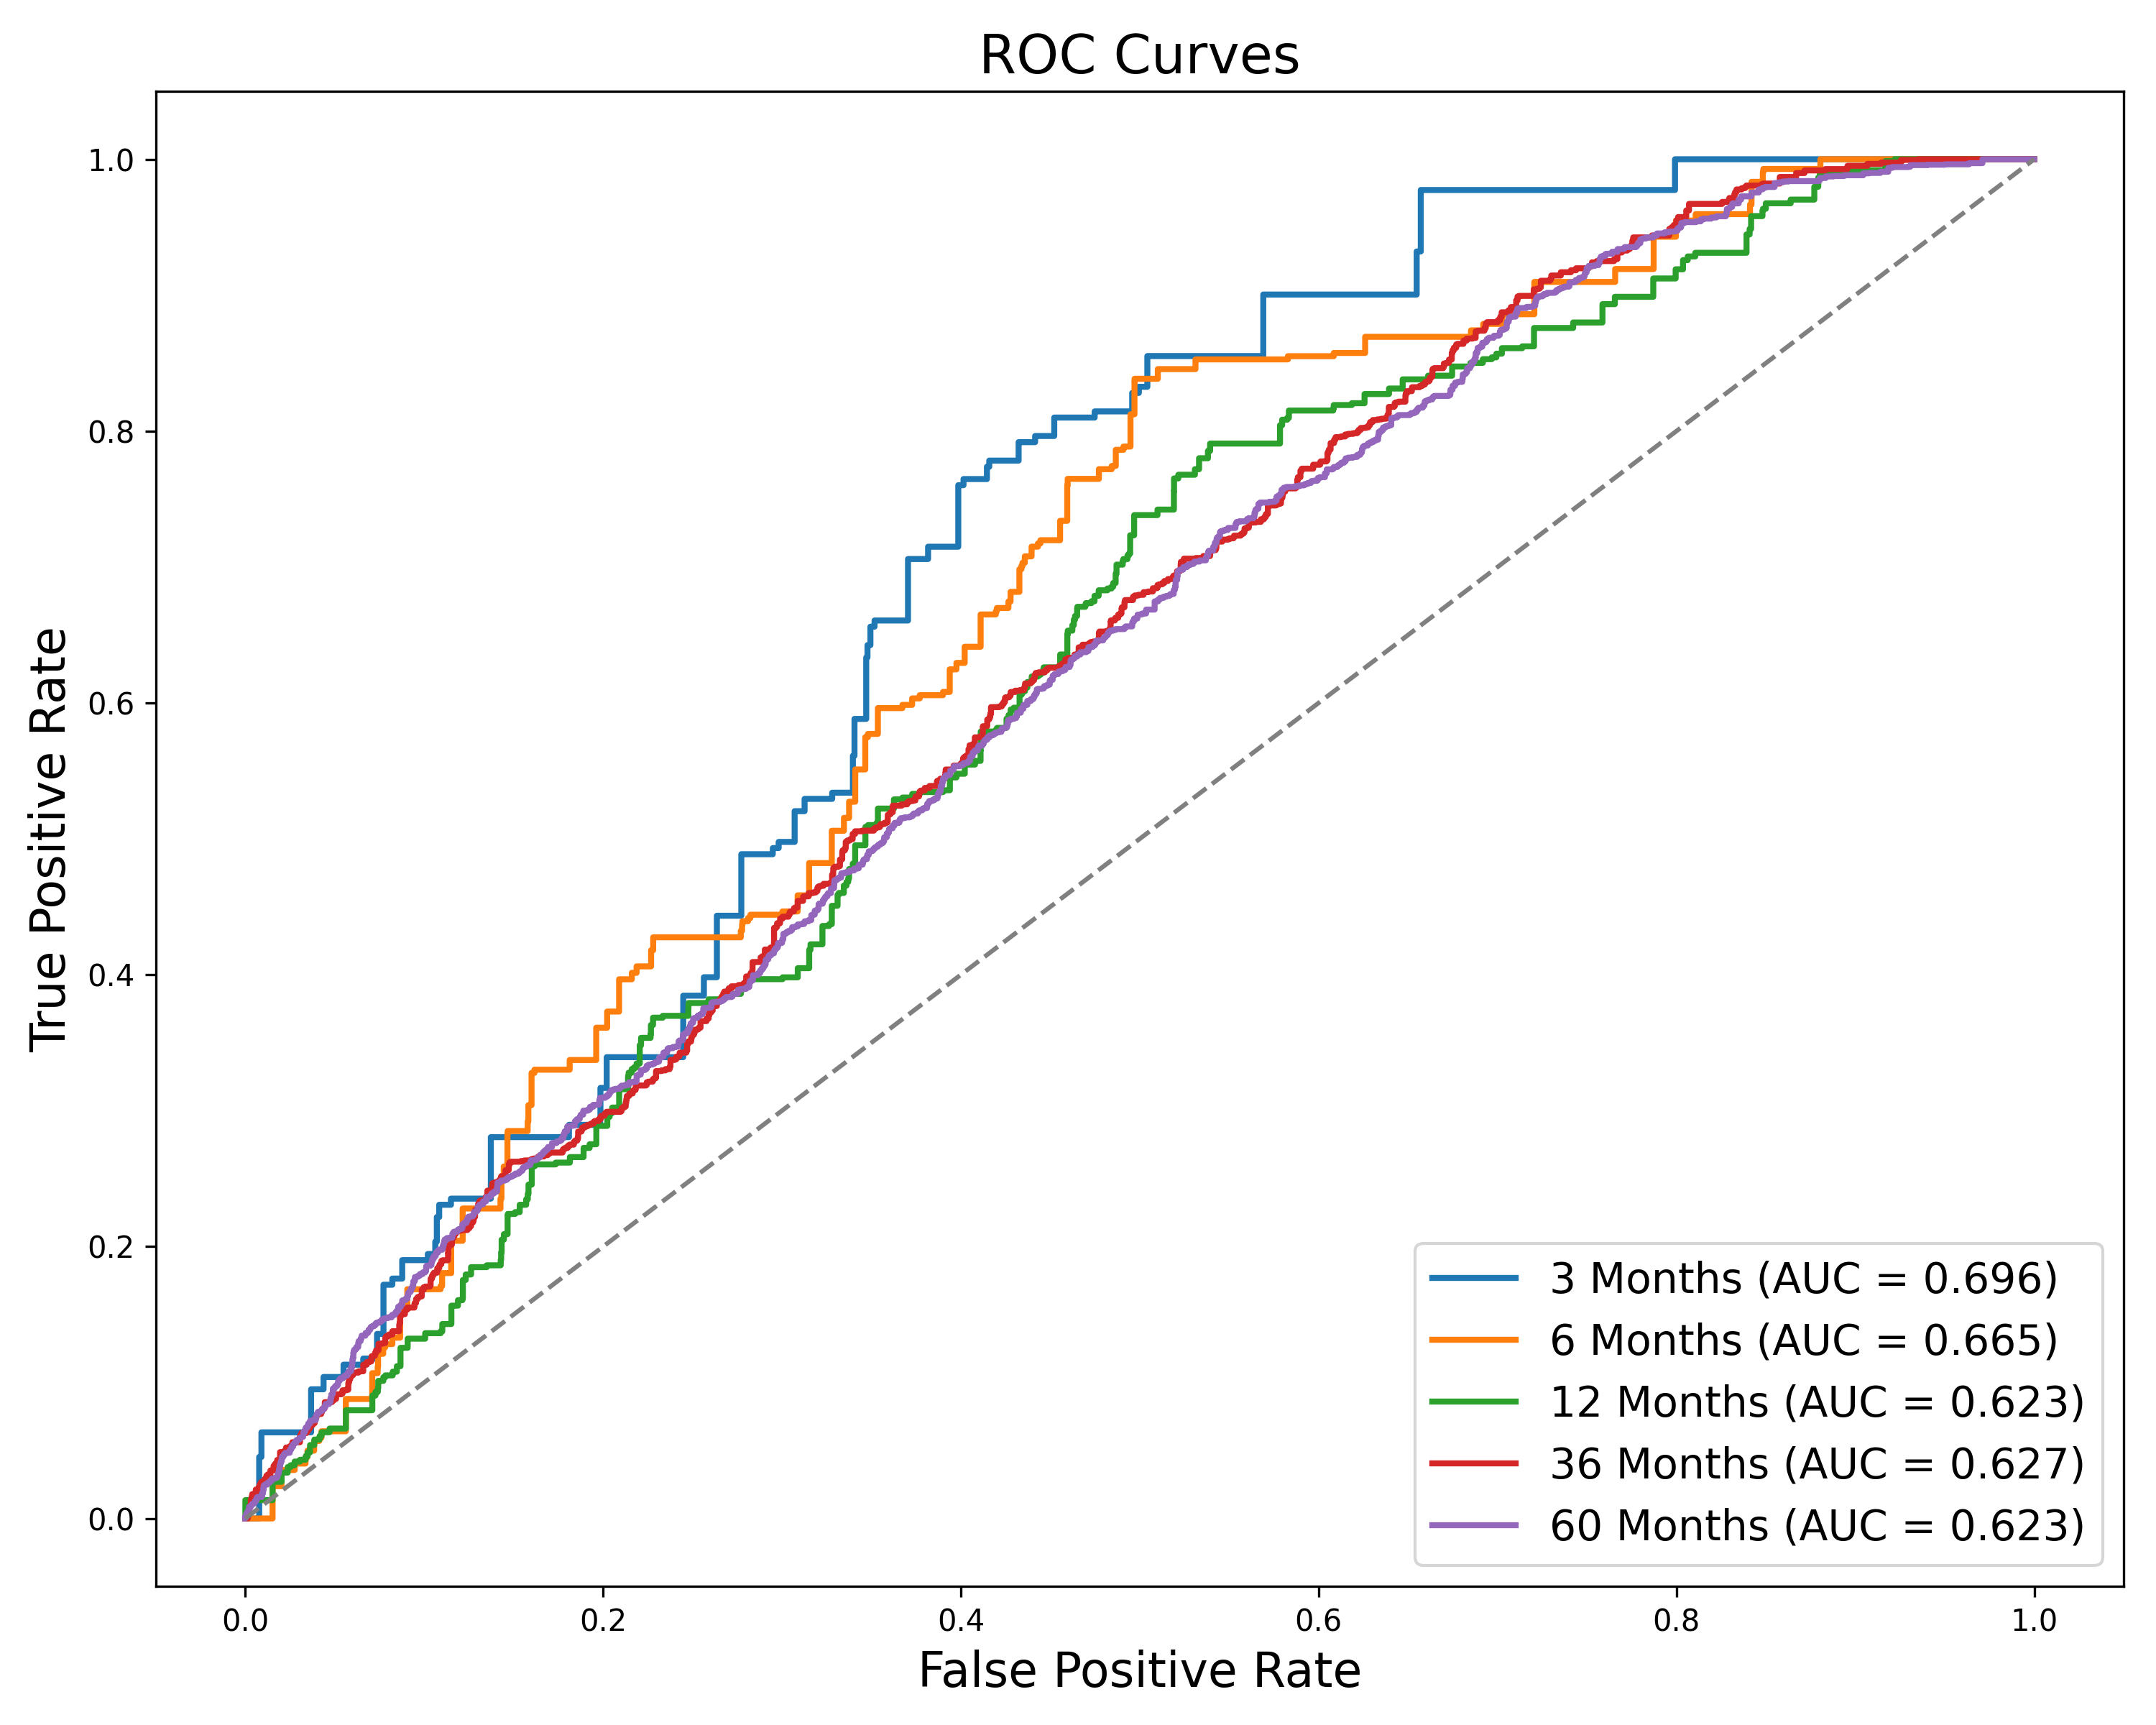 ROC Curves
1.0
0.8
0.6
0.4
0.2
0.0
True Positive Rate
0.0 0.2 0.4 0.6 0.8 1.0
False Positive Rate
3 Months (AUC = 0.696)
6 Months (AUC = 0.665)
12 Months (AUC = 0.623)
36 Months (AUC = 0.627)
60 Months (AUC = 0.623)